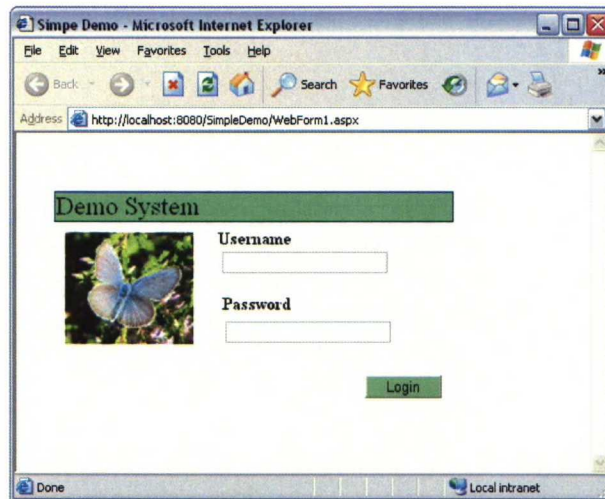 Simpe Demo - Microsoft Internet Explorer
File Edit View Favorites Tools Help
Back Search Favorites »
Address http://localhost:8080/SimpleDemo/WebForm1.aspx
Demo System
Username
Password
Login
Done Local intranet